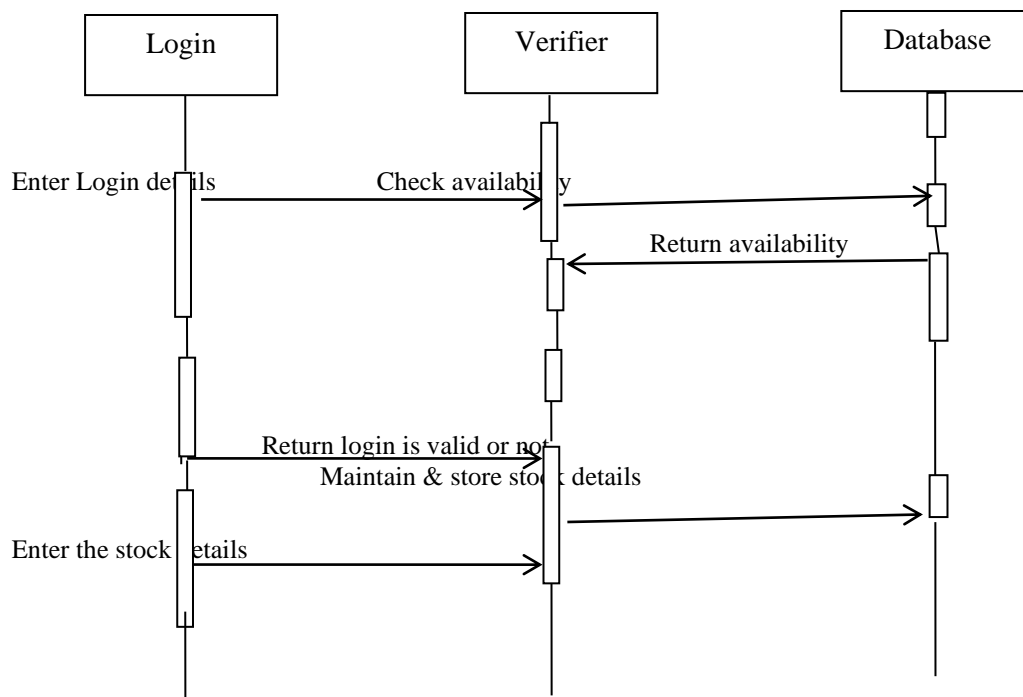 Login
Verifier
Database
Enter Login details
Check availability
Return availability
Return login is valid or not
Maintain & store stock details
Enter the stock details